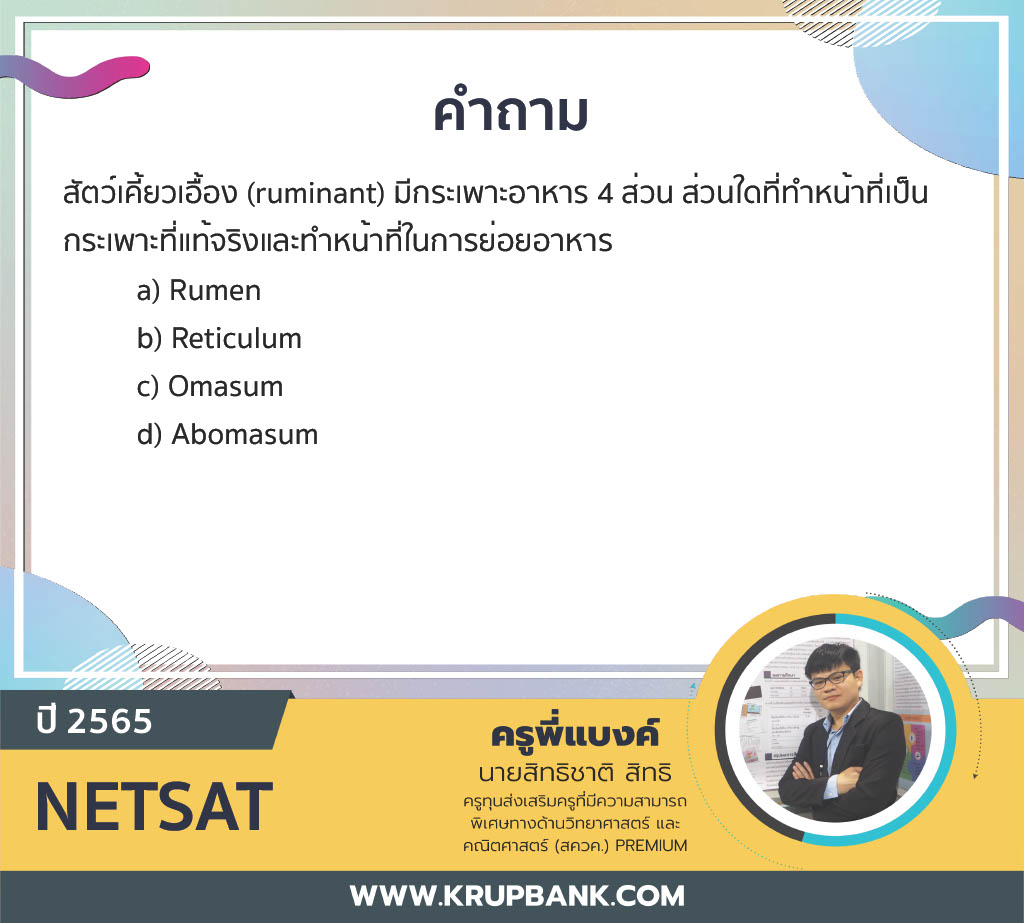 คำถาม
สัตว์เคี้ยวเอื้อง (ruminant) มีกระเพาะอาหาร 4 ส่วน ส่วนใดที่ทำหน้าที่เป็น
กระเพาะที่แท้จริงและทำหน้าที่ในการย่อยอาหาร
a) Rumen
b) Reticulum
c) Omasum
d) Abomasum
ปี 2565
NETSAT
ครูพี่แบงค์
นายสิทธิชาติ สิทธิ
ครูทุนส่งเสริมครูที่มีความสามารถ
พิเศษทางด้านวิทยาศาสตร์ และ
คณิตศาสตร์ (สควค.) PREMIUM
WWW.KRUPBANK.COM